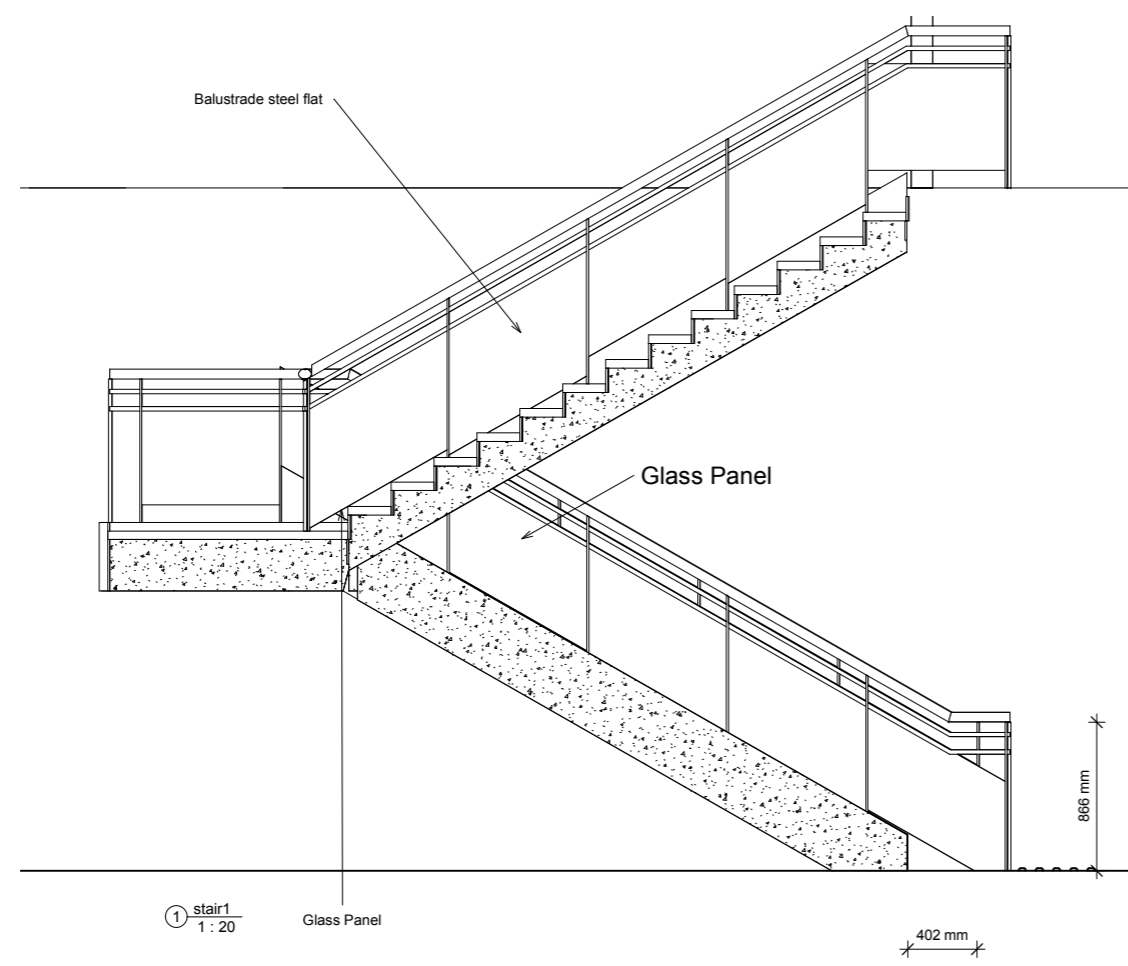 Balustrade steel flat
Glass Panel
866 mm
1 stair1
1 : 20
Glass Panel
402 mm